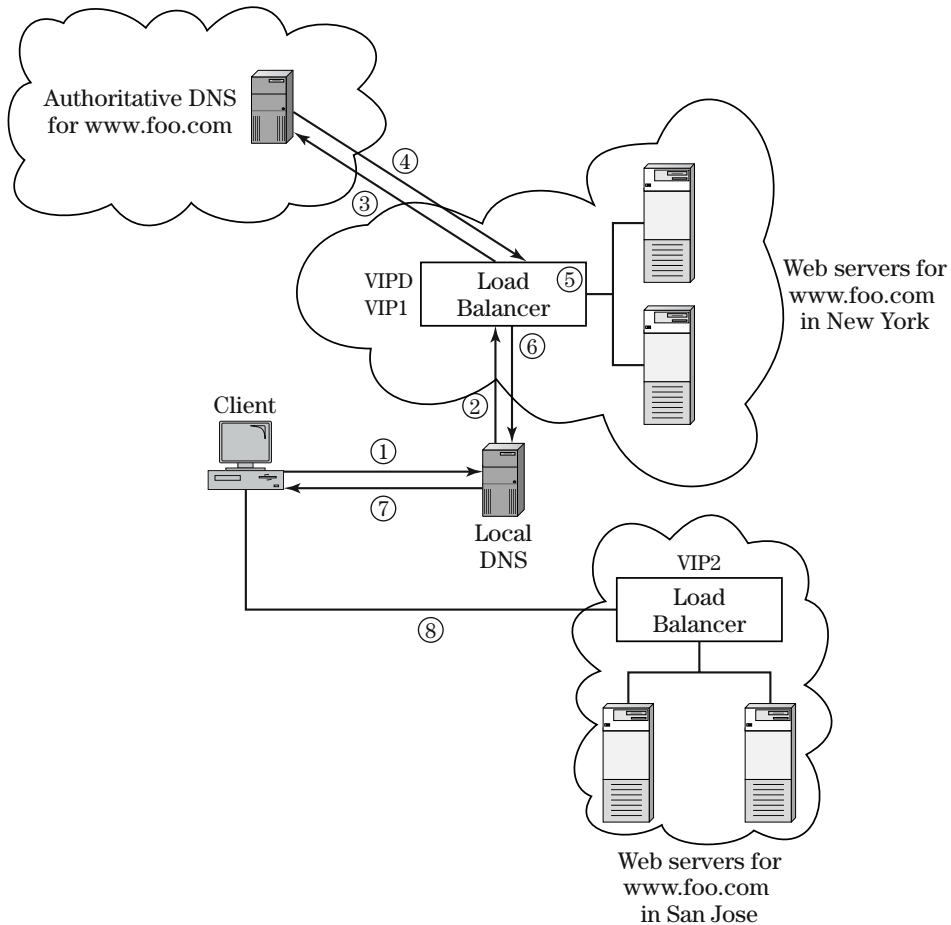 Authoritative DNS
for www.foo.com
④
③
VIPD
VIP1
Load
Balancer
⑤
Web servers for
www.foo.com
in New York
⑥
②
Client
①
⑦
Local
DNS
VIP2
Load
Balancer
⑧
Web servers for
www.foo.com
in San Jose